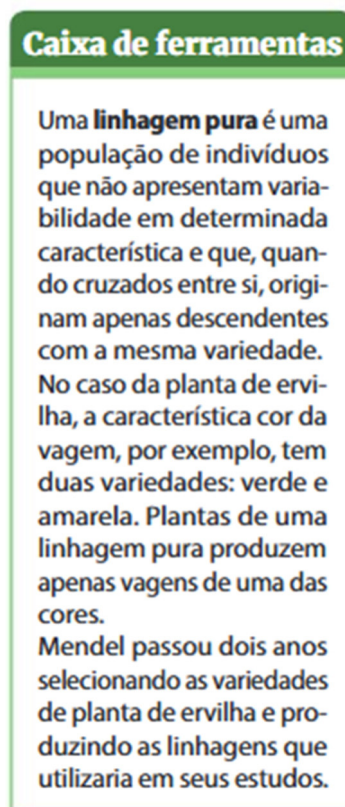 Caixa de ferramentas
Uma linhagem pura é uma
população de indivíduos
que não apresentam varia-
bilidade em determinada
característica e que, quan-
do cruzados entre si, origi-
nam apenas descendentes
com a mesma variedade.
No caso da planta de ervi-
lha, a característica cor da
vagem, por exemplo, tem
duas variedades: verde e
amarela. Plantas de uma
linhagem pura produzem
apenas vagens de uma das
cores.
Mendel passou dois anos
selecionando as variedades
de planta de ervilha e pro-
duzindo as linhagens que
utilizaria em seus estudos.